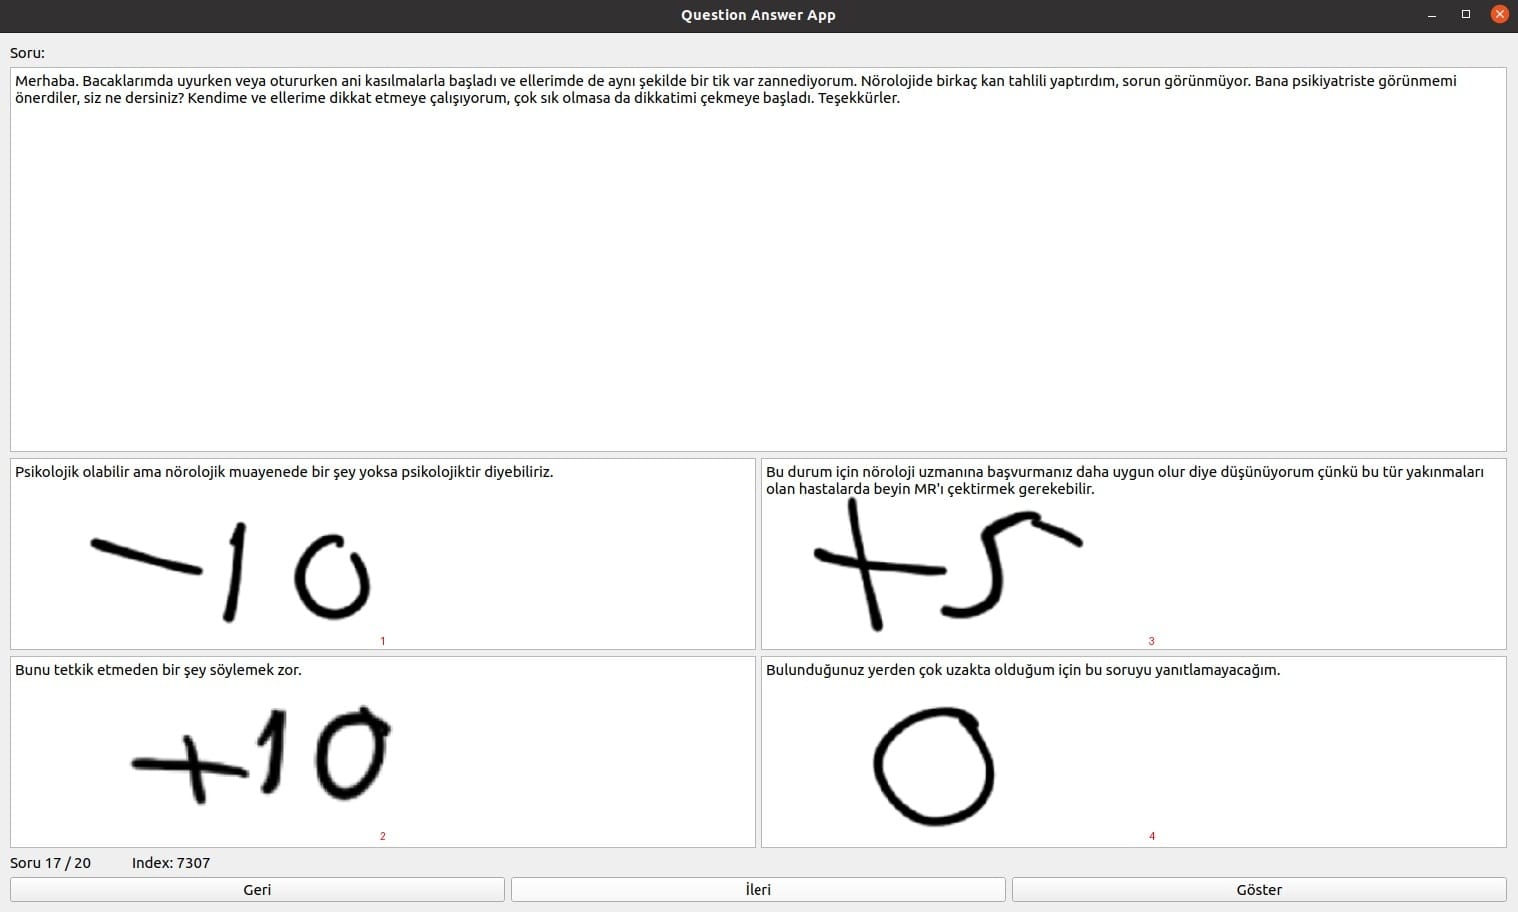 Question Answer App
Soru:
Merhaba. Bacaklarımda uyurken veya otururken ani kasılmalarla başladı ve ellerimde de aynı şekilde bir tik var zannediyorum. Nörolojide birkaç kan tahlili yaptırdım, sorun görünmüyor. Bana psikiyatriste görünmemi
önerdiler, siz ne dersiniz? Kendime ve ellerime dikkat etmeye çalışıyorum, çok sık olmasa da dikkatimi çekmeye başladı. Teşekkürler.
Psikolojik olabilir ama nörolojik muayenede bir şey yoksa psikolojiktir diyebiliriz.
-10
1
Bu durum için nöroloji uzmanına başvurmanız daha uygun olur diye düşünüyorum çünkü bu tür yakınmaları
olan hastalarda beyin MR'ı çektirmek gerekebilir.
+5
3
Bunu tetkik etmeden bir şey söylemek zor.
+10
2
Bulunduğunuz yerden çok uzakta olduğum için bu soruyu yanıtlamayacağım.
0
4
Soru 17 / 20 Index: 7307
Geri İleri Göster